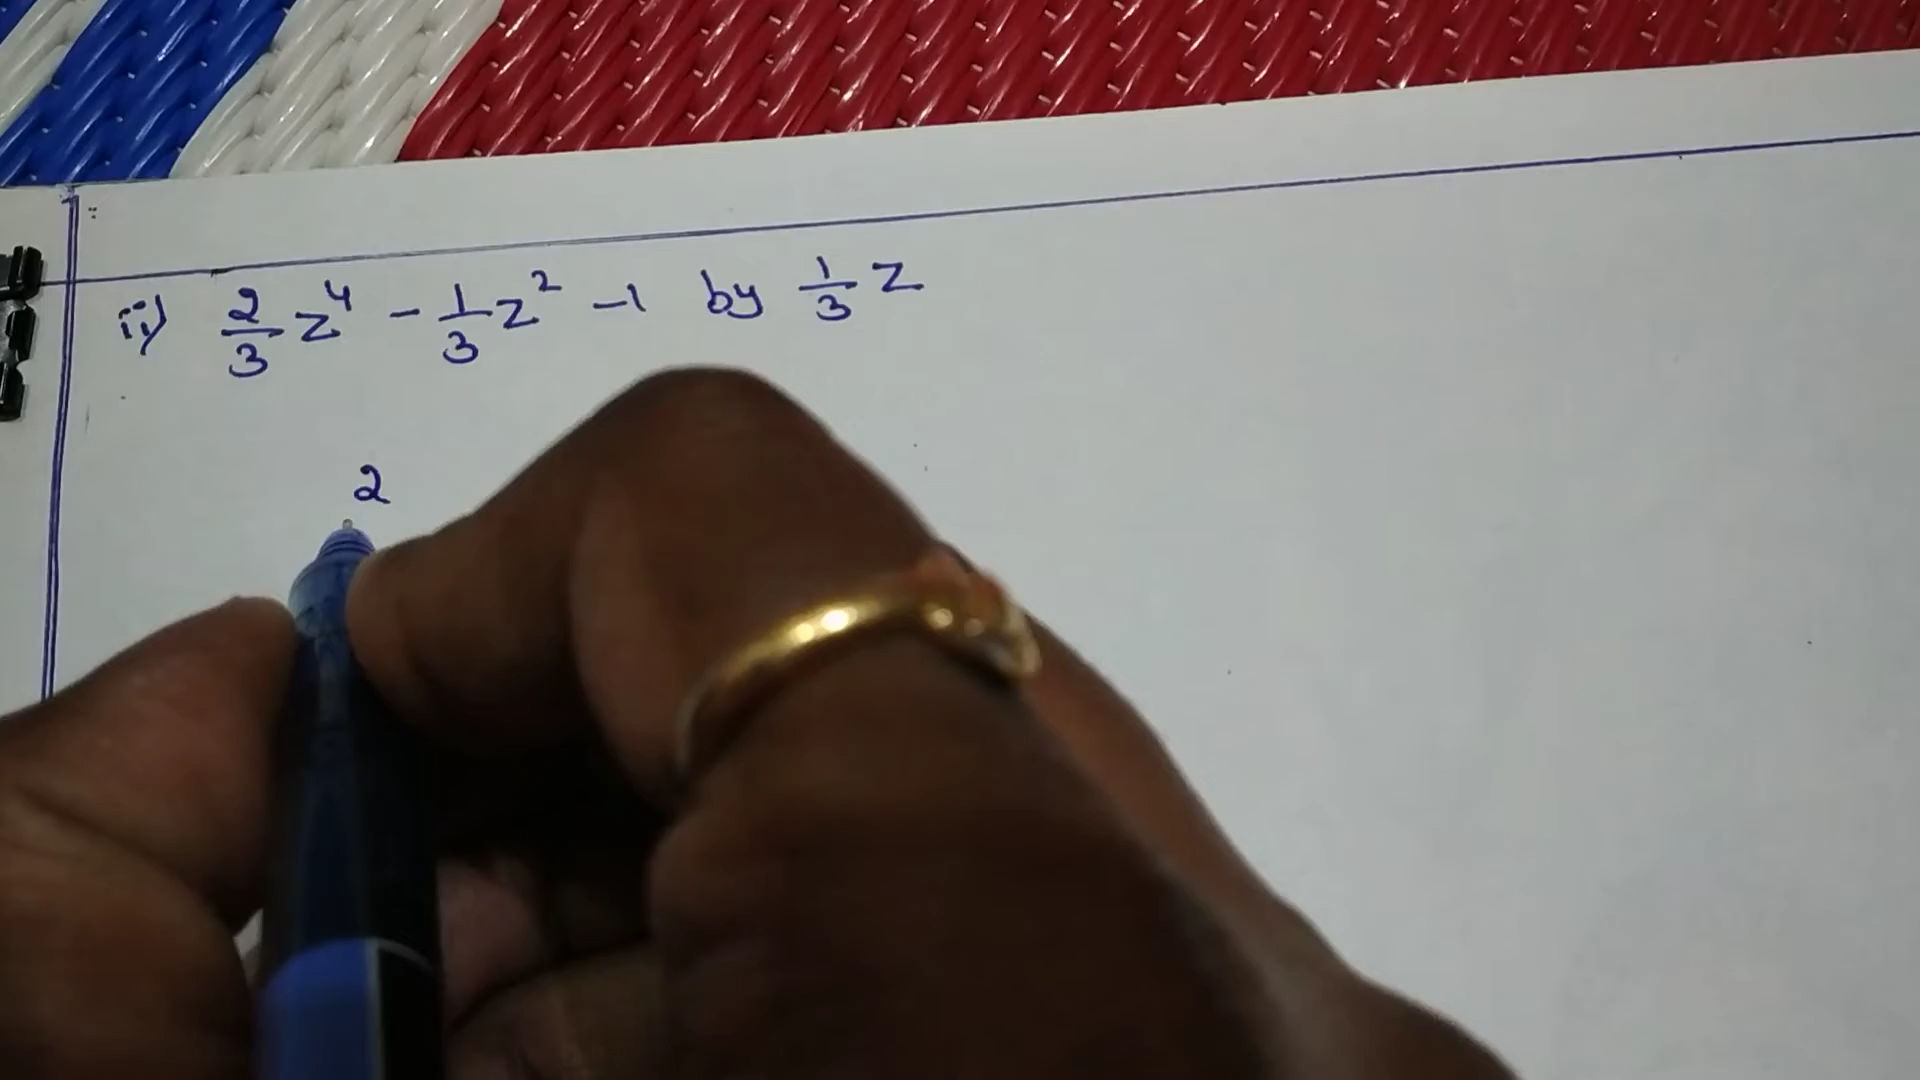 ii) 2/3 z⁴ - 1/3 z² - 1 by 1/3 z
2